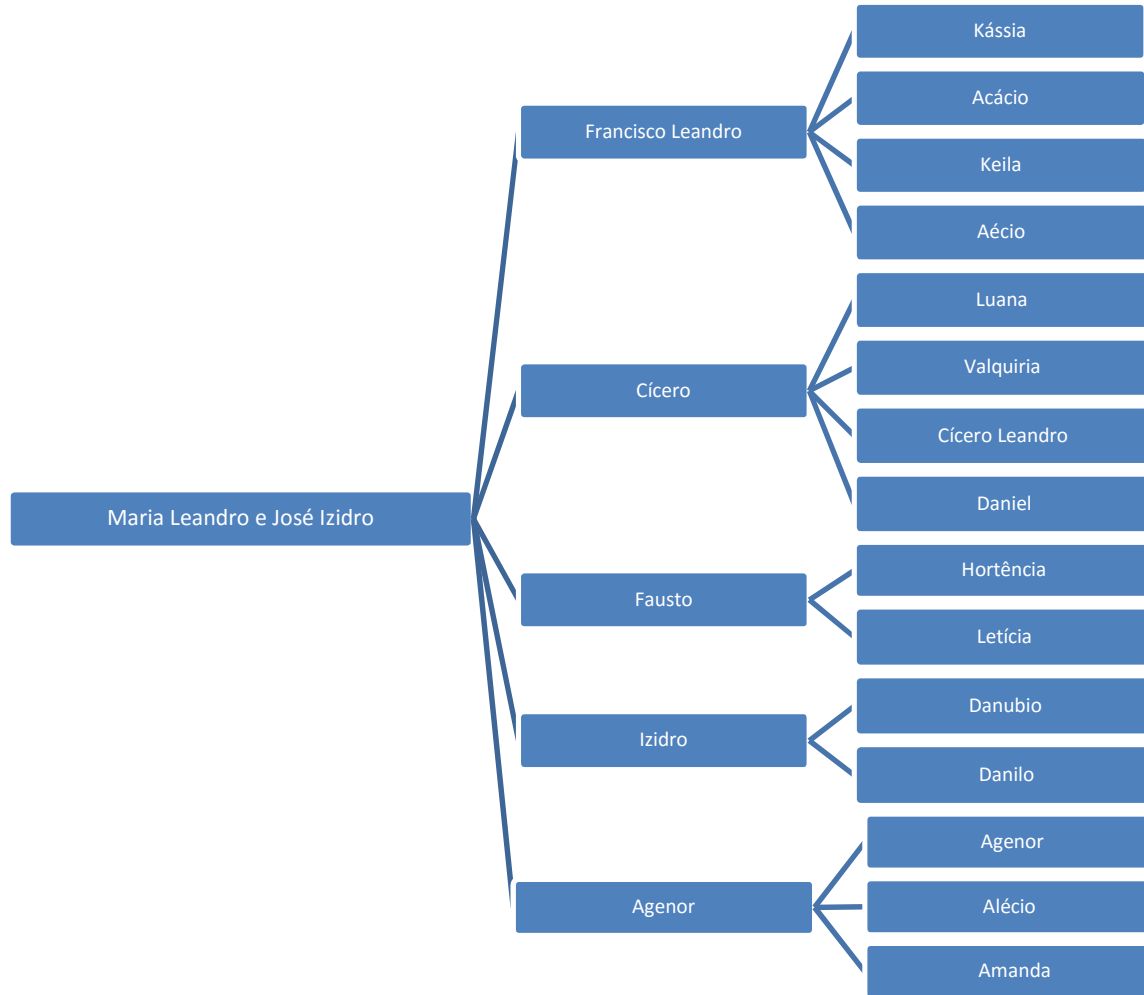 Maria Leandro e José Izidro
Francisco Leandro
Kássia
Acácio
Keila
Aécio
Cícero
Luana
Valquiria
Cícero Leandro
Daniel
Fausto
Hortência
Letícia
Izidro
Danubio
Danilo
Agenor
Agenor
Alécio
Amanda